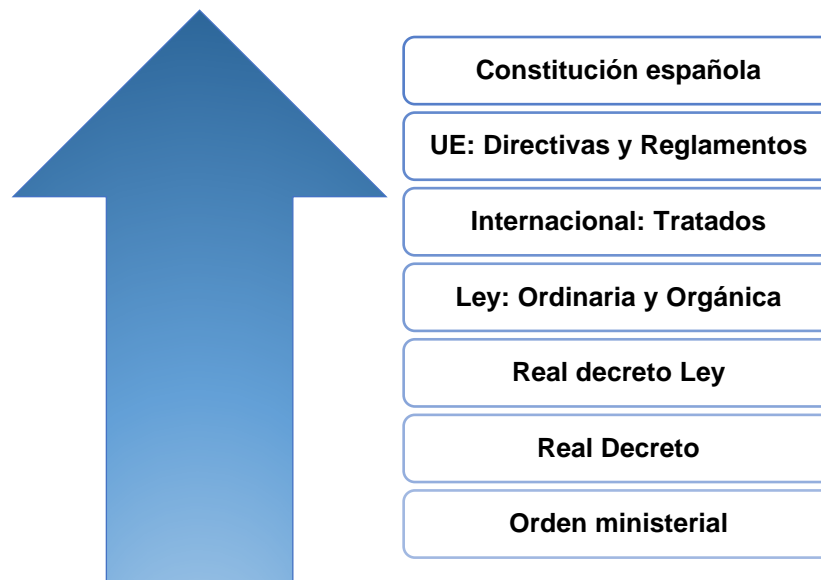 Constitución española
UE: Directivas y Reglamentos
Internacional: Tratados
Ley: Ordinaria y Orgánica
Real decreto Ley
Real Decreto
Orden ministerial